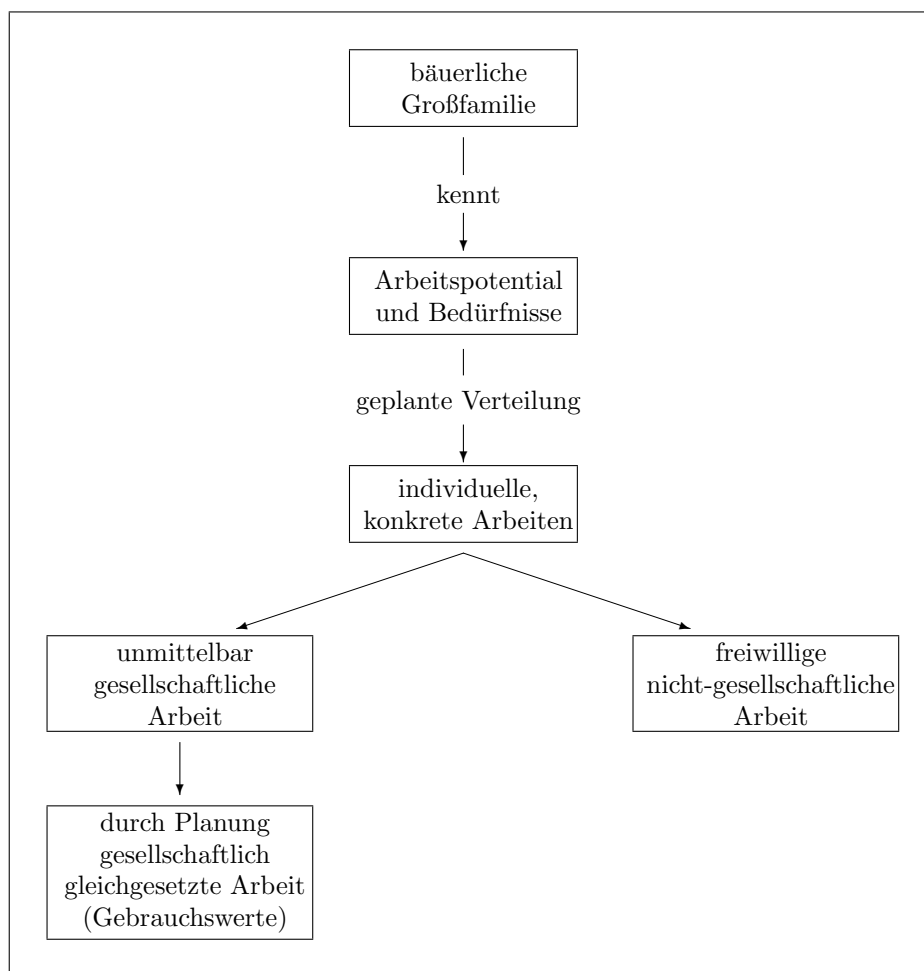 bäuerliche
Großfamilie
kennt
Arbeitspotential
und Bedürfnisse
geplante Verteilung
individuelle,
konkrete Arbeiten
unmittelbar
gesellschaftliche
Arbeit
freiwillige
nicht-gesellschaftliche
Arbeit
durch Planung
gesellschaftlich
gleichgesetzte Arbeit
(Gebrauchswerte)